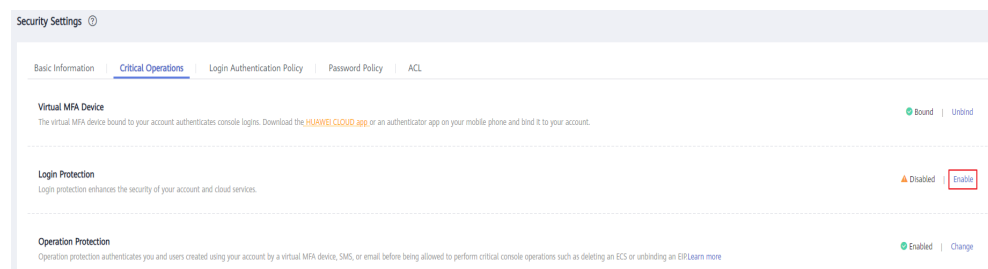 Security Settings ?
Basic Information | Critical Operations | Login Authentication Policy | Password Policy | ACL
Virtual MFA Device
The virtual MFA device bound to your account authenticates console logins. Download the HUAWEI CLOUD app or an authenticator app on your mobile phone and bind it to your account.
Bound | Unbind
Login Protection
Login protection enhances the security of your account and cloud services.
Disabled | Enable
Operation Protection
Operation protection authenticates you and users created using your account by a virtual MFA device, SMS, or email before being allowed to perform critical console operations such as deleting an ECS or unbinding an EIP.Learn more
Enabled | Change